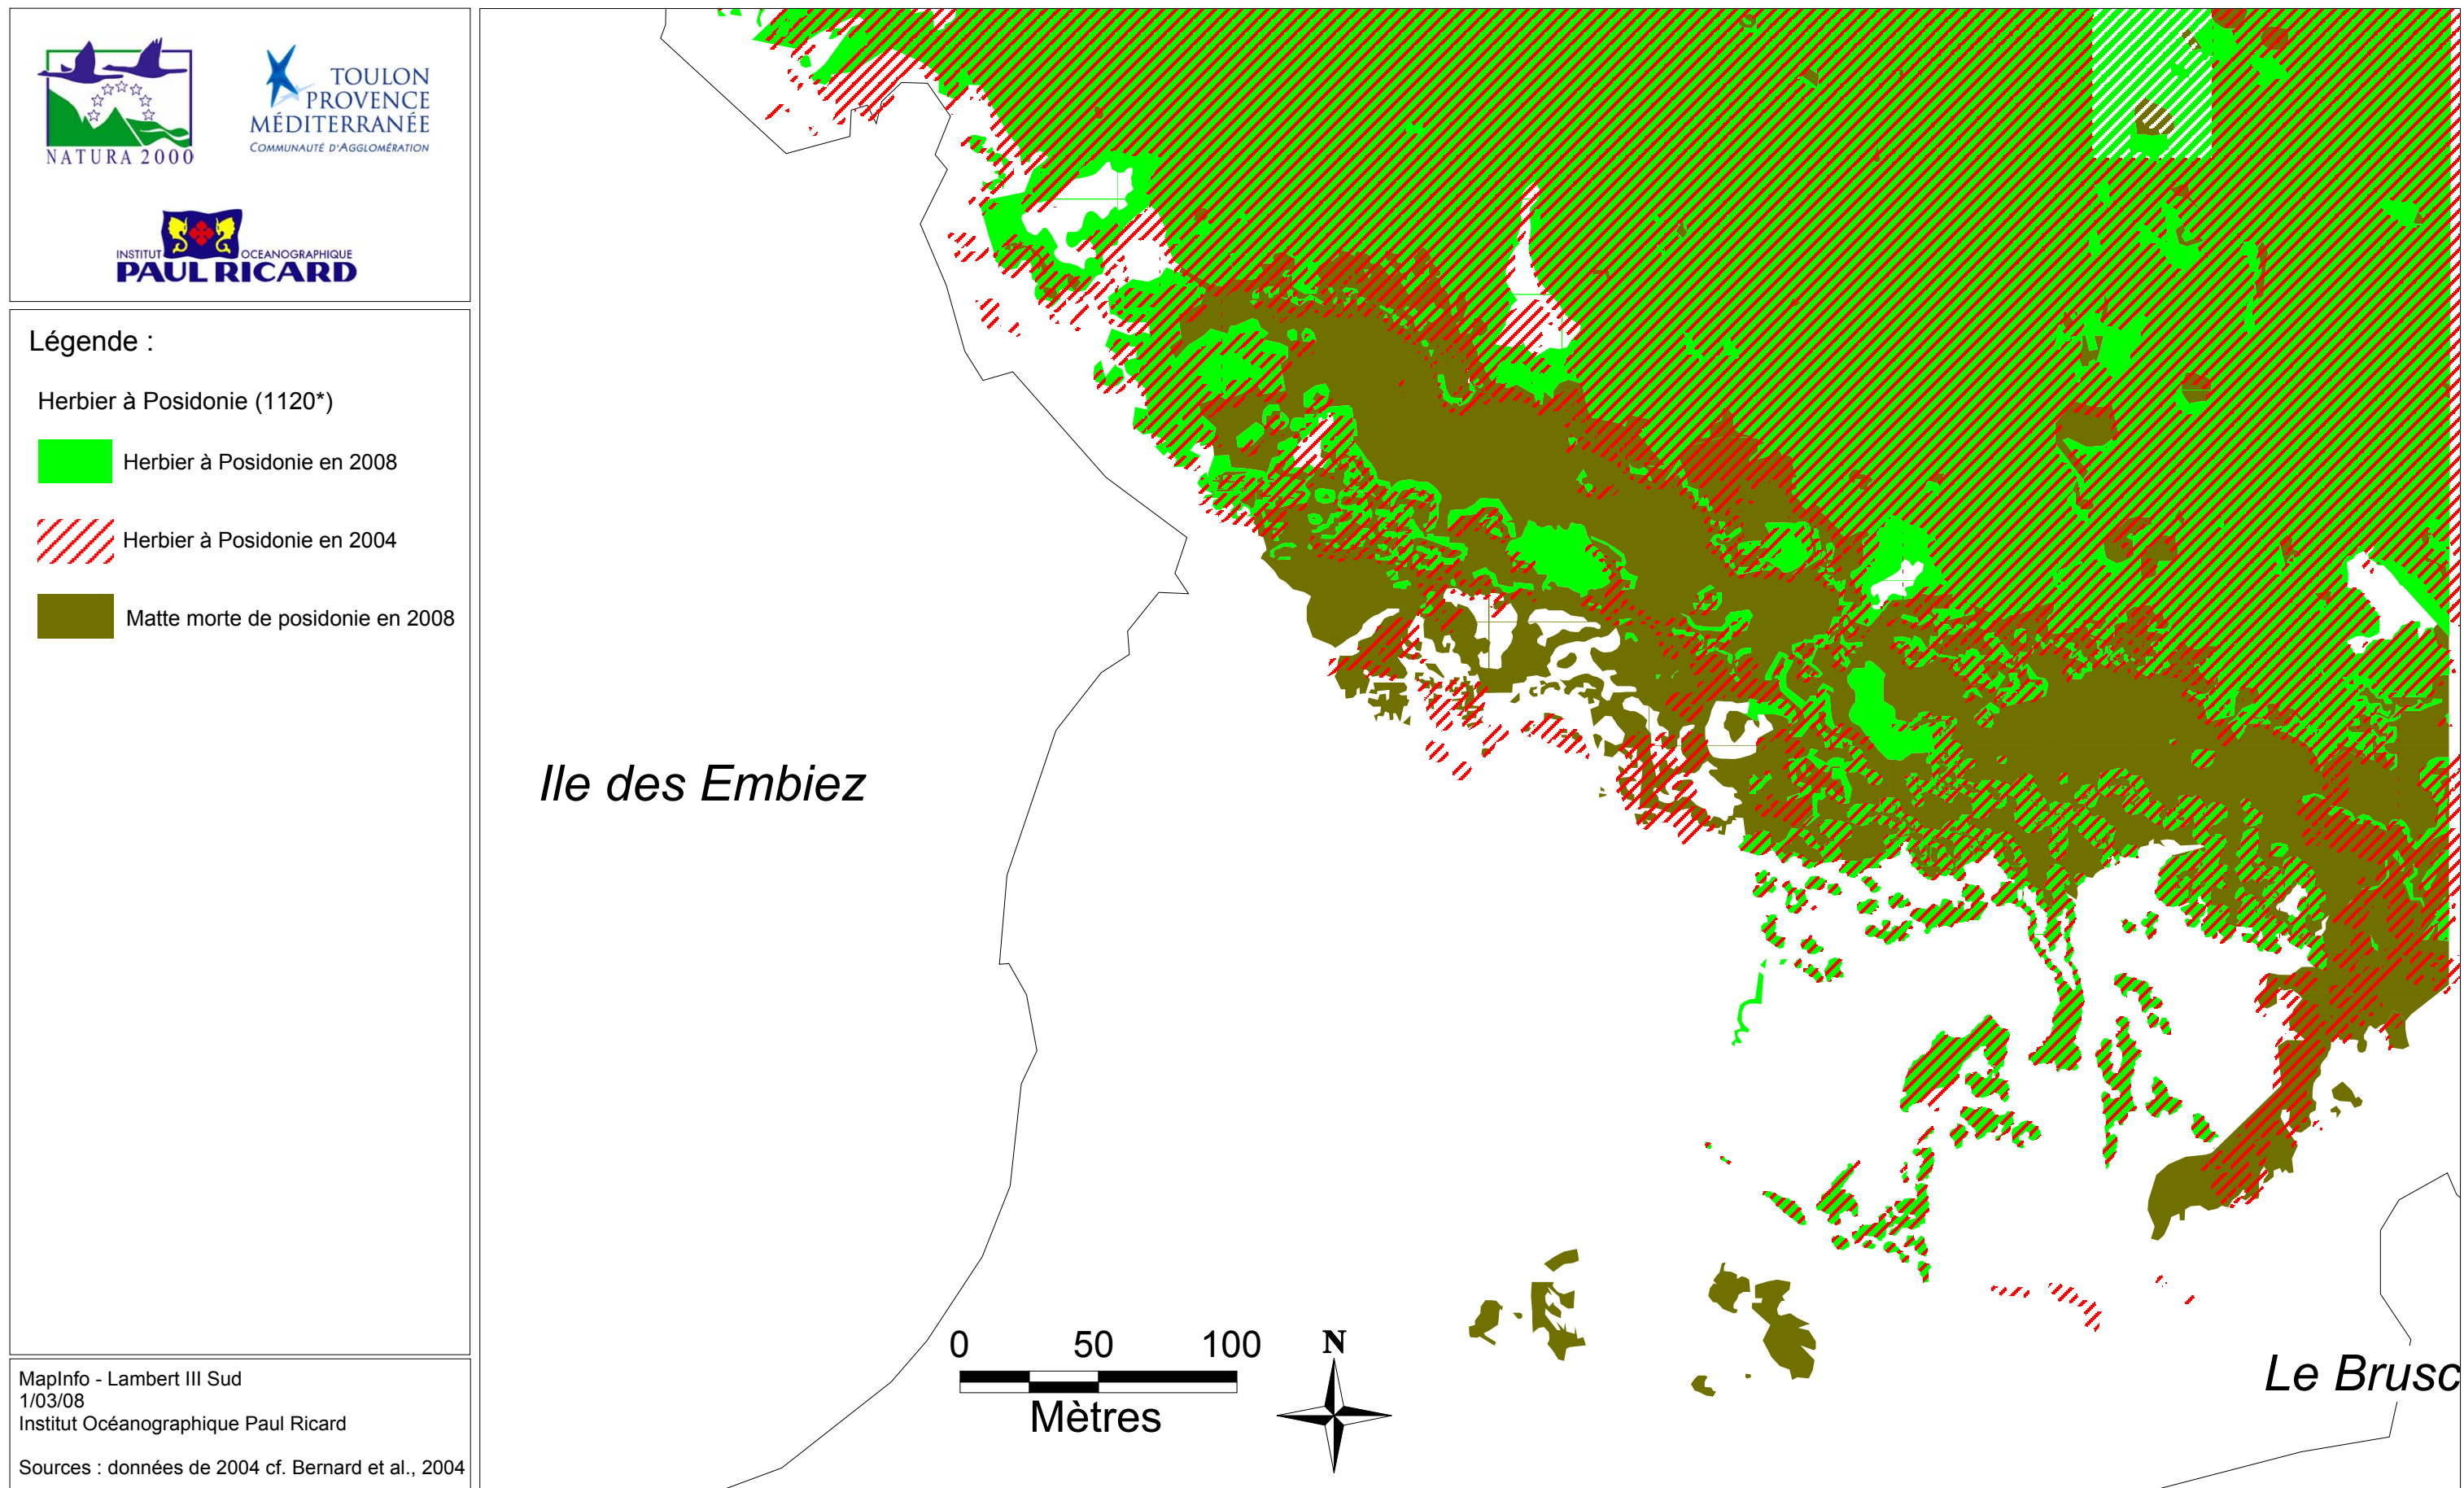 NATURA 2000
TOULON
PROVENCE
MÉDITERRANÉE
COMMUNAUTÉ D'AGGLOMÉRATION
INSTITUT OCEANOGRAPHIQUE
PAUL RICARD
Légende :
Herbier à Posidonie (1120*)
Herbier à Posidonie en 2008
Herbier à Posidonie en 2004
Matte morte de posidonie en 2008
MapInfo - Lambert III Sud
1/03/08
Institut Océanographique Paul Ricard
Sources : données de 2004 cf. Bernard et al., 2004
Ile des Embiez
0 50 100
Mètres
N
Le Brusc